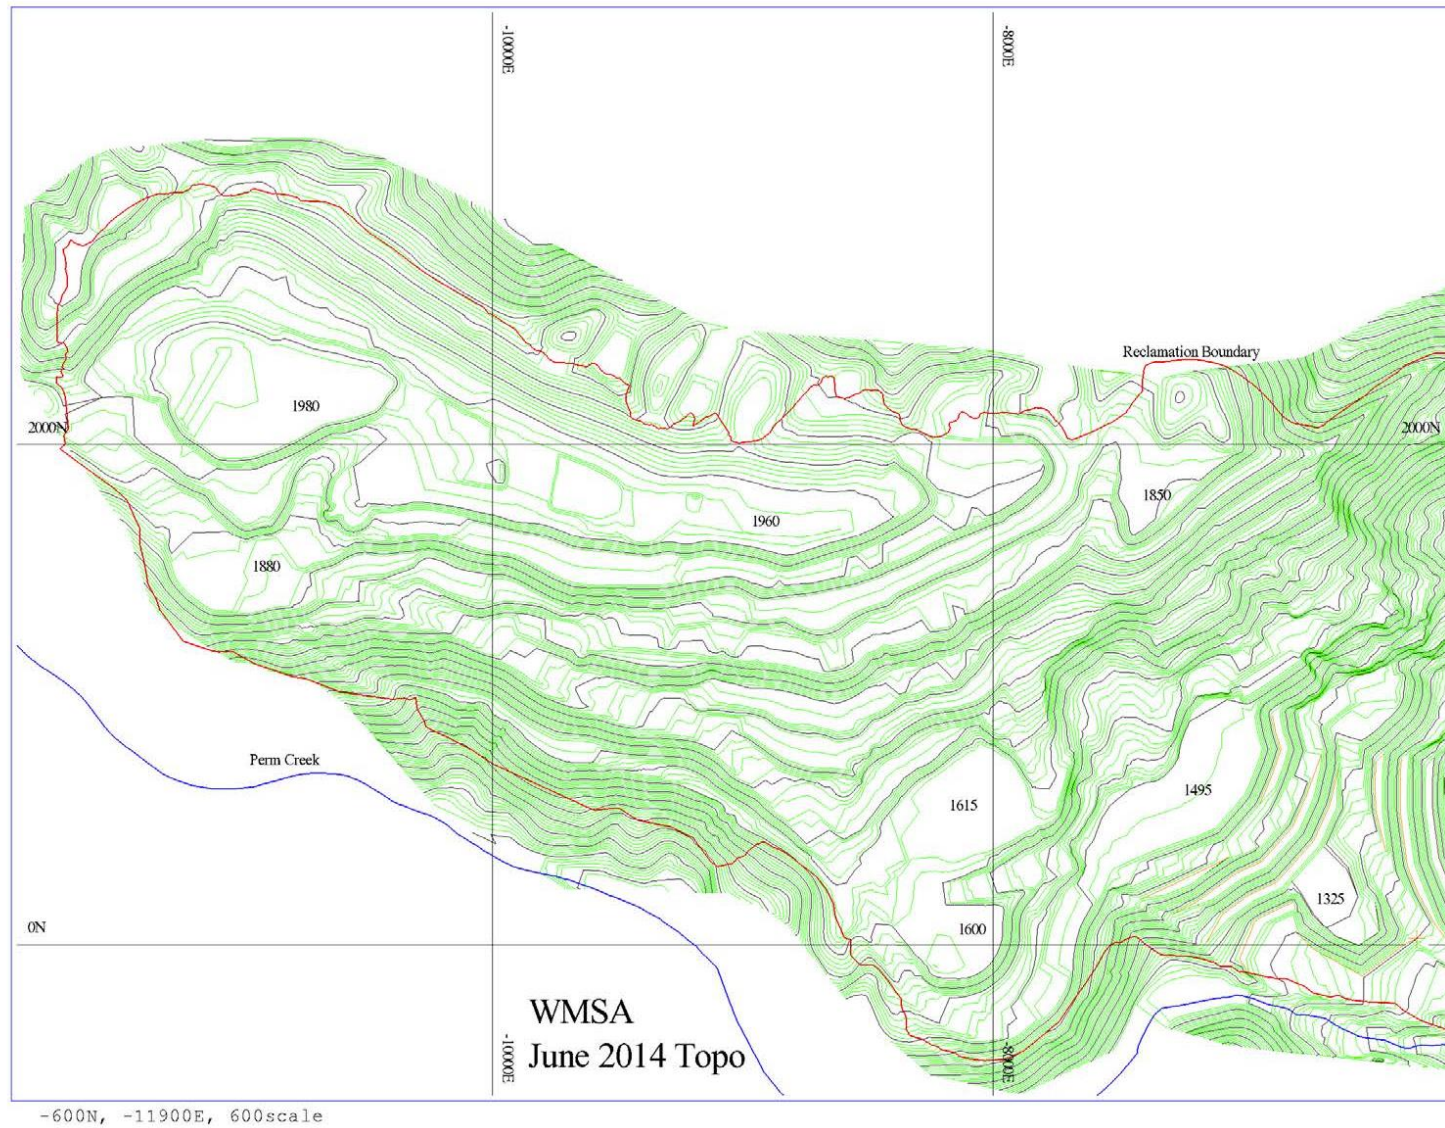 -10000E
-8000E
Reclamation Boundary
1980
2000N
2000N
1850
1960
1880
Perm Creek
1495
1615
1325
0N
1600
WMSA
June 2014 Topo
-10000E
-8000E
-600N, -11900E, 600scale